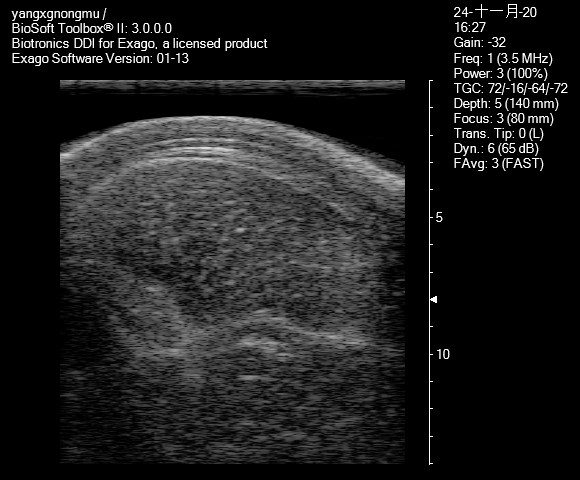 yangxgnongmu /
BioSoft Toolbox® II: 3.0.0.0
Biotronics DDI for Exago, a licensed product
Exago Software Version: 01-13
24-十一月-20
16:27
Gain: -32
Freq: 1 (3.5 MHz)
Power: 3 (100%)
TGC: 72/-16/-64/-72
Depth: 5 (140 mm)
Focus: 3 (80 mm)
Trans. Tip: 0 (L)
Dyn.: 6 (65 dB)
FAvg: 3 (FAST)
5
10